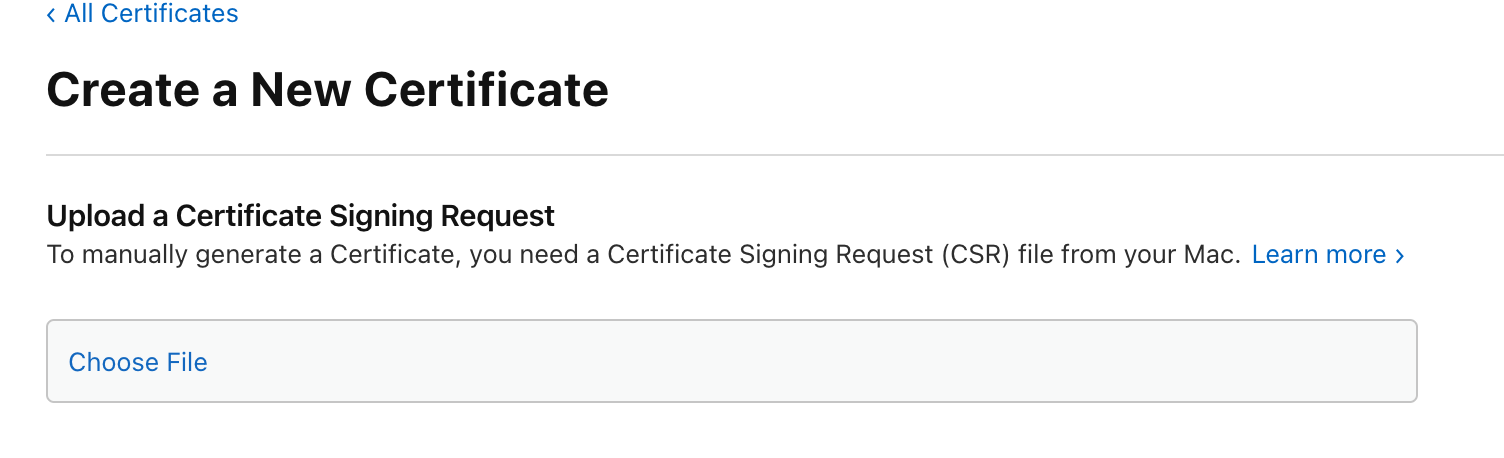 ‹ All Certificates
Create a New Certificate
Upload a Certificate Signing Request
To manually generate a Certificate, you need a Certificate Signing Request (CSR) file from your Mac. Learn more ›
Choose File